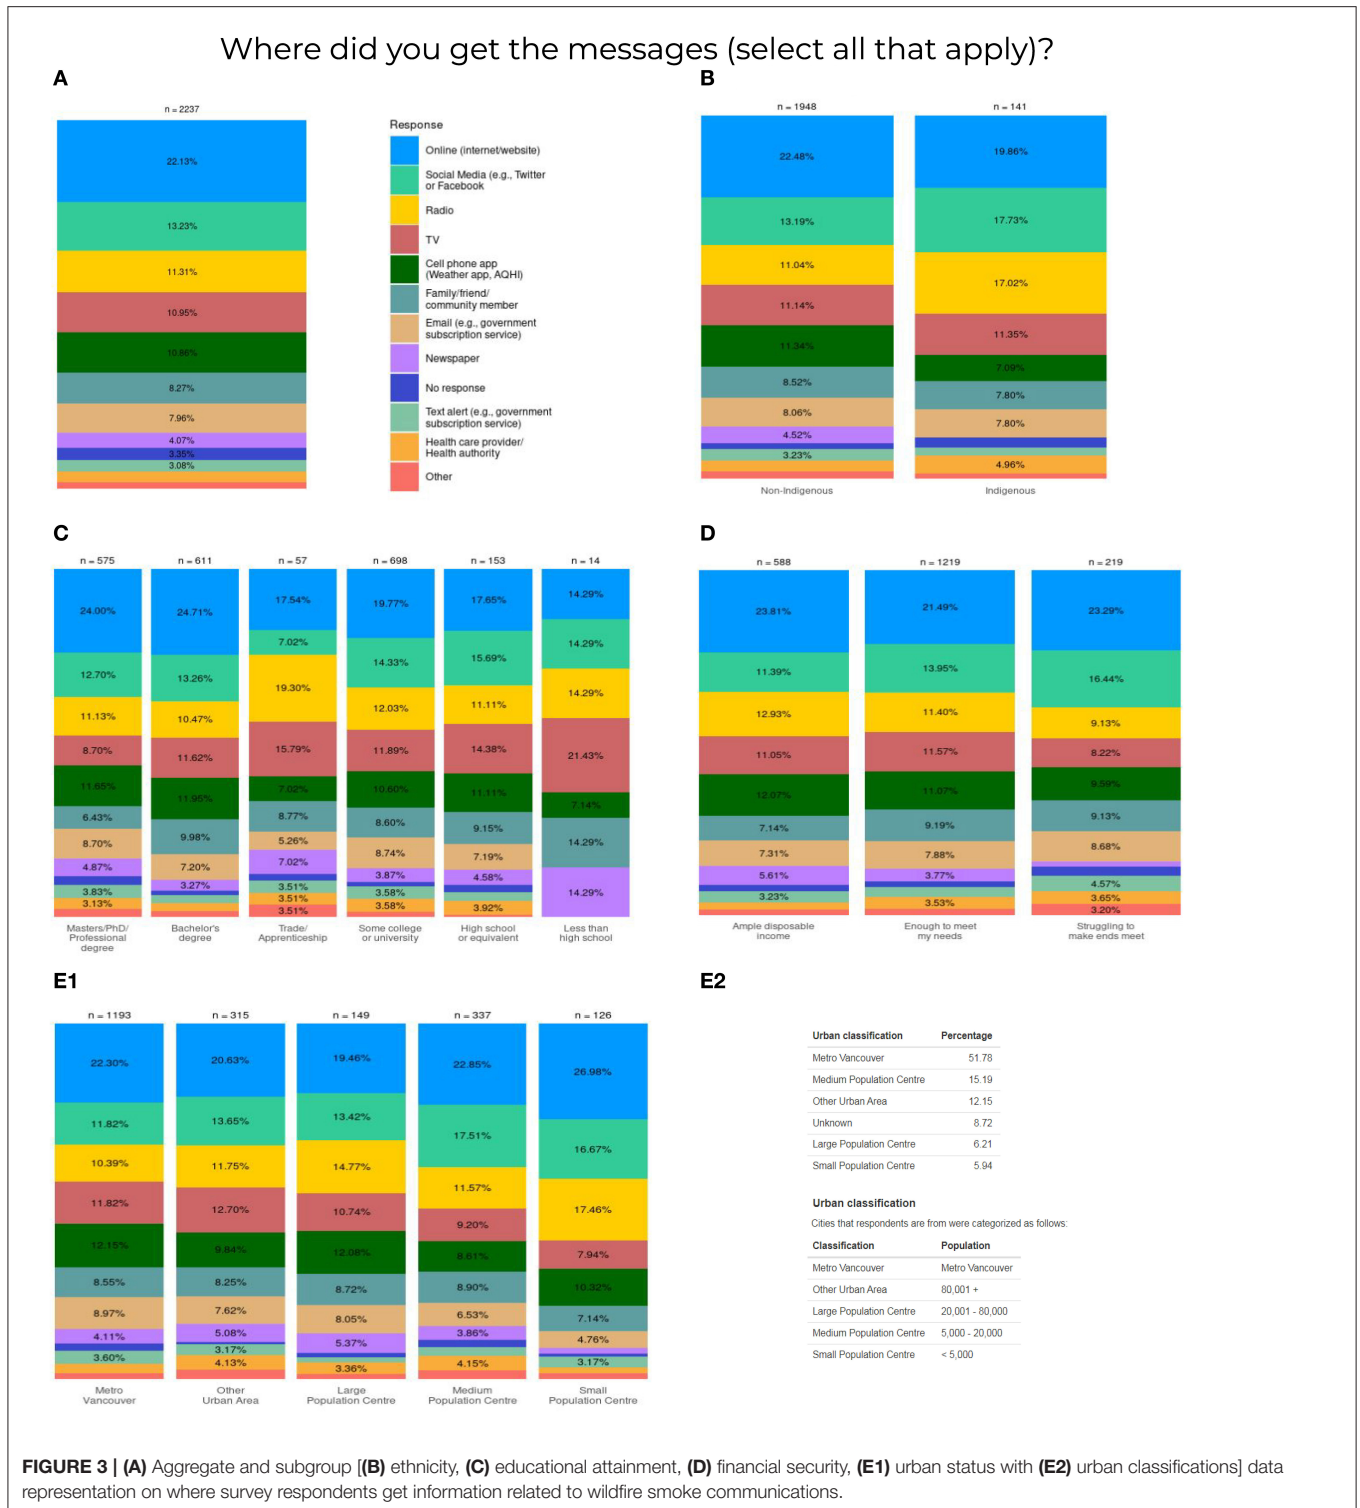 Where did you get the messages (select all that apply)?
A
n = 2237
22.13%
13.23%
11.31%
10.95%
10.86%
8.27%
7.96%
4.07%
3.35%
3.08%
Response
Online (internet/website)
Social Media (e.g., Twitter
or Facebook
Radio
TV
Cell phone app
(Weather app, AQHI)
Family/friend/
community member
Email (e.g., government
subscription service)
Newspaper
No response
Text alert (e.g., government
subscription service)
Health care provider/
Health authority
Other
B
n = 1948
22.48%
13.19%
11.04%
11.14%
11.34%
8.52%
8.06%
4.52%
3.23%
Non-Indigenous
n = 141
19.86%
17.73%
17.02%
11.35%
7.09%
7.80%
7.80%
4.96%
Indigenous
C
n = 575
24.00%
12.70%
11.13%
8.70%
11.65%
6.43%
8.70%
4.87%
3.83%
3.13%
Masters/PhD/
Professional
degree
n = 611
24.71%
13.26%
10.47%
11.62%
11.95%
9.98%
7.20%
3.27%
Bachelor's
degree
n = 57
17.54%
7.02%
19.30%
15.79%
7.02%
8.77%
5.26%
7.02%
3.51%
3.51%
3.51%
Trade/
Apprenticeship
n = 698
19.77%
14.33%
12.03%
11.89%
10.60%
8.60%
8.74%
3.87%
3.58%
3.58%
Some college
or university
n = 153
17.65%
15.69%
11.11%
14.38%
11.11%
9.15%
7.19%
4.58%
3.92%
High school
or equivalent
n = 14
14.29%
14.29%
14.29%
21.43%
7.14%
14.29%
14.29%
Less than
high school
D
n = 588
23.81%
11.39%
12.93%
11.05%
12.07%
7.14%
7.31%
5.61%
3.23%
Ample disposable
income
n = 1219
21.49%
13.95%
11.40%
11.57%
11.07%
9.19%
7.88%
3.77%
3.53%
Enough to meet
my needs
n = 219
23.29%
16.44%
9.13%
8.22%
9.59%
9.13%
8.68%
4.57%
3.65%
3.20%
Struggling to
make ends meet
E1
n = 1193
22.30%
11.82%
10.39%
11.82%
12.15%
8.55%
8.97%
4.11%
3.60%
Metro
Vancouver
n = 315
20.63%
13.65%
11.75%
12.70%
9.84%
8.25%
7.62%
5.08%
3.17%
4.13%
Other
Urban Area
n = 149
19.46%
13.42%
14.77%
10.74%
12.08%
8.72%
8.05%
5.37%
3.36%
Large
Population Centre
n = 337
22.85%
17.51%
11.57%
9.20%
8.61%
8.90%
6.53%
3.86%
4.15%
Medium
Population Centre
n = 126
26.98%
16.67%
17.46%
7.94%
10.32%
7.14%
4.76%
3.17%
Small
Population Centre
E2
Urban classification Percentage
Metro Vancouver 51.78
Medium Population Centre 15.19
Other Urban Area 12.15
Unknown 8.72
Large Population Centre 6.21
Small Population Centre 5.94
Urban classification
Cities that respondents are from were categorized as follows:
Classification Population
Metro Vancouver Metro Vancouver
Other Urban Area 80,001 +
Large Population Centre 20,001 - 80,000
Medium Population Centre 5,000 - 20,000
Small Population Centre < 5,000
FIGURE 3 | (A) Aggregate and subgroup [(B) ethnicity, (C) educational attainment, (D) financial security, (E1) urban status with (E2) urban classifications] data
representation on where survey respondents get information related to wildfire smoke communications.